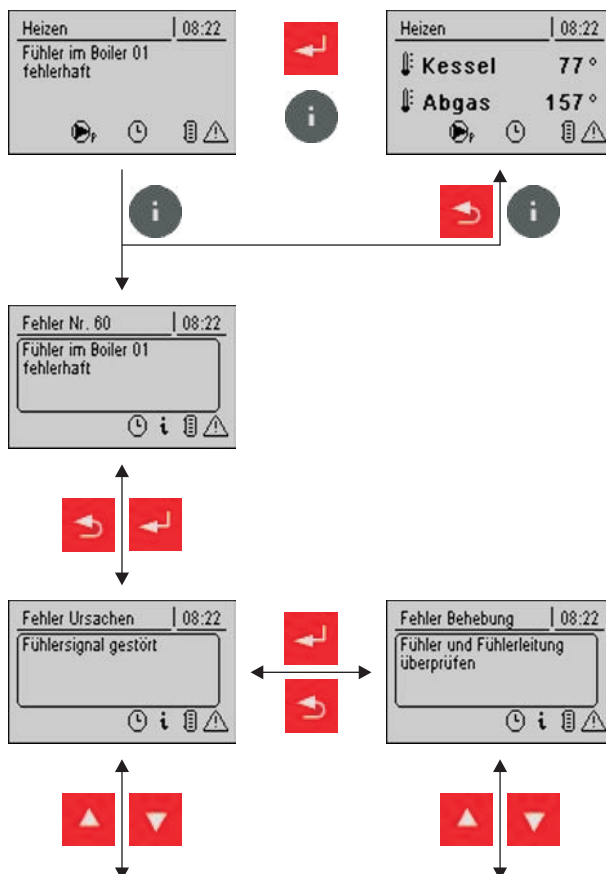 Heizen 08:22
Fühler im Boiler 01
fehlerhaft
P
i
Heizen 08:22
Kessel 77 °
Abgas 157 °
P
i
i
Fehler Nr. 60 08:22
Fühler im Boiler 01
fehlerhaft
i
Fehler Ursachen 08:22
Fühlersignal gestört
i
Fehler Behebung 08:22
Fühler und Fühlerleitung
überprüfen
i